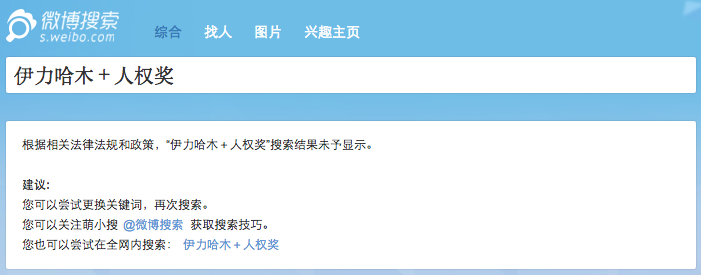 微博搜索
s.weibo.com
综合 找人 图片 兴趣主页
伊力哈木＋人权奖
根据相关法律法规和政策，“伊力哈木＋人权奖”搜索结果未予显示。
建议:
您可以尝试更换关键词，再次搜索。
您可以关注萌小搜 @微博搜索 获取搜索技巧。
您也可以尝试在全网内搜索： 伊力哈木＋人权奖